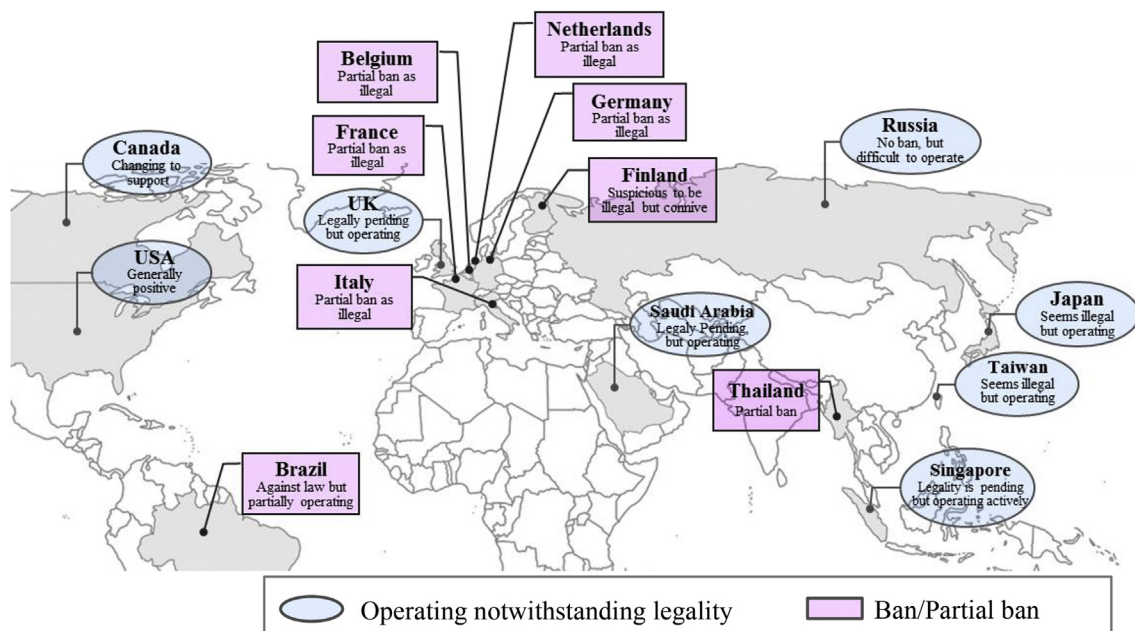 Netherlands
Partial ban as
illegal
Belgium
Partial ban as
illegal
Germany
Partial ban as
illegal
France
Partial ban as
illegal
Russia
No ban, but
difficult to operate
Canada
Changing to
support
Finland
Suspicious to be
illegal but connive
UK
Legally pending
but operating
USA
Generally
positive
Italy
Partial ban as
illegal
Saudi Arabia
Legaly Pending
but operating
Japan
Seems illegal
but operating
Taiwan
Seems illegal
but operating
Thailand
Partial ban
Brazil
Against law but
partially operating
Singapore
Legality is pending
but operating actively
Operating notwithstanding legality
Ban/Partial ban